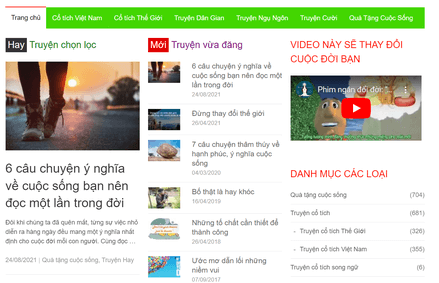 Trang chủ
Cổ tích Việt Nam
Cổ tích Thế Giới
Truyện Dân Gian
Truyện Ngụ Ngôn
Truyện Cười
Quà Tặng Cuộc Sống
Hay Truyện chọn lọc
6 câu chuyện ý nghĩa
về cuộc sống bạn nên
đọc một lần trong đời
Đôi khi chúng ta đã quên mất, từng sự việc nhỏ
diễn ra hàng ngày đều mang một ý nghĩa nhất
định cho cuộc đời mỗi con người. Cùng đọc ...
24/08/2021 | Quà tặng cuộc sống, Truyện Hay
Mới Truyện vừa đăng
6 câu chuyện ý nghĩa về
cuộc sống bạn nên đọc một
lần trong đời
24/08/2021
Đừng thay đổi thế giới
26/04/2021
7 câu chuyện thâm thúy về
hạnh phúc, ý nghĩa cuộc
sống
04/03/2020
Bố thật là hay khóc
16/04/2019
Những tố chất cần thiết để
thành công
26/04/2018
Ước mơ dẫn lối những
niềm vui
07/09/2017
VIDEO NÀY SẼ THAY ĐỔI
CUỘC ĐỜI BẠN
Phim ngắn đời đờ...
DANH MỤC CÁC LOẠI
Quà tặng cuộc sống (704)
Truyện cổ tích (681)
Truyện cổ tích Thế Giới (326)
Truyện cổ tích Việt Nam (355)
Truyện cổ tích song ngữ (6)